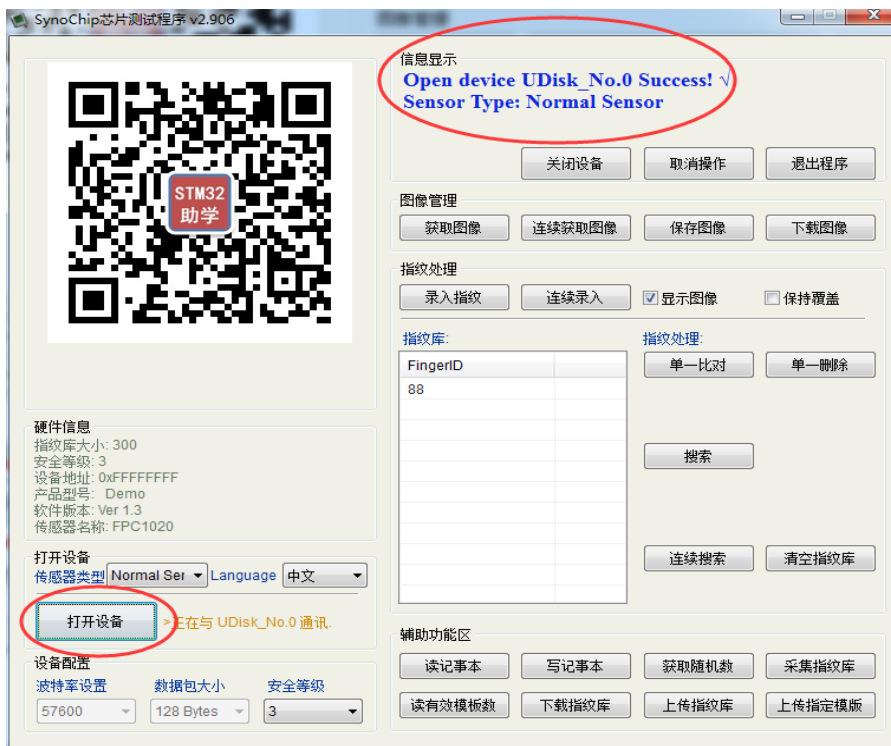 SynoChip芯片测试程序 v2.906
STM32
助学
硬件信息
指纹库大小: 300
安全等级: 3
设备地址: 0xFFFFFFFF
产品型号: Demo
软件版本: Ver 1.3
传感器名称: FPC1020
打开设备
传感器类型 Normal Ser Language 中文
打开设备 >正在与 UDisk_No.0 通讯.
设备配置
波特率设置 数据包大小 安全等级
57600 128 Bytes 3
信息显示
Open device UDisk_No.0 Success! √
Sensor Type: Normal Sensor
关闭设备 取消操作 退出程序
图像管理
获取图像 连续获取图像 保存图像 下载图像
指纹处理
录入指纹 连续录入 显示图像 保持覆盖
指纹库: 指纹处理:
FingerID 单一比对 单一删除
88
搜索
连续搜索 清空指纹库
辅助功能区
读记事本 写记事本 获取随机数 采集指纹库
读有效模板数 下载指纹库 上传指纹库 上传指定模版